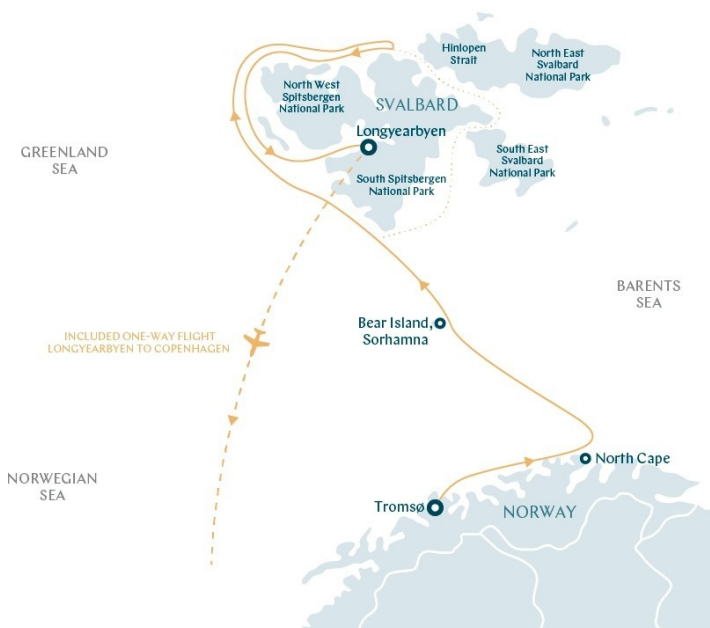 Hinlopen
Strait
North East
Svalbard
National Park
North West
Spitsbergen
National Park
SVALBARD
Longyearbyen
GREENLAND
SEA
South East
Svalbard
National Park
South Spitsbergen
National Park
BARENTS
SEA
Bear Island,
Sorhamna
INCLUDED ONE-WAY FLIGHT
LONGYEARBYEN TO COPENHAGEN
North Cape
NORWEGIAN
SEA
Tromsø
NORWAY